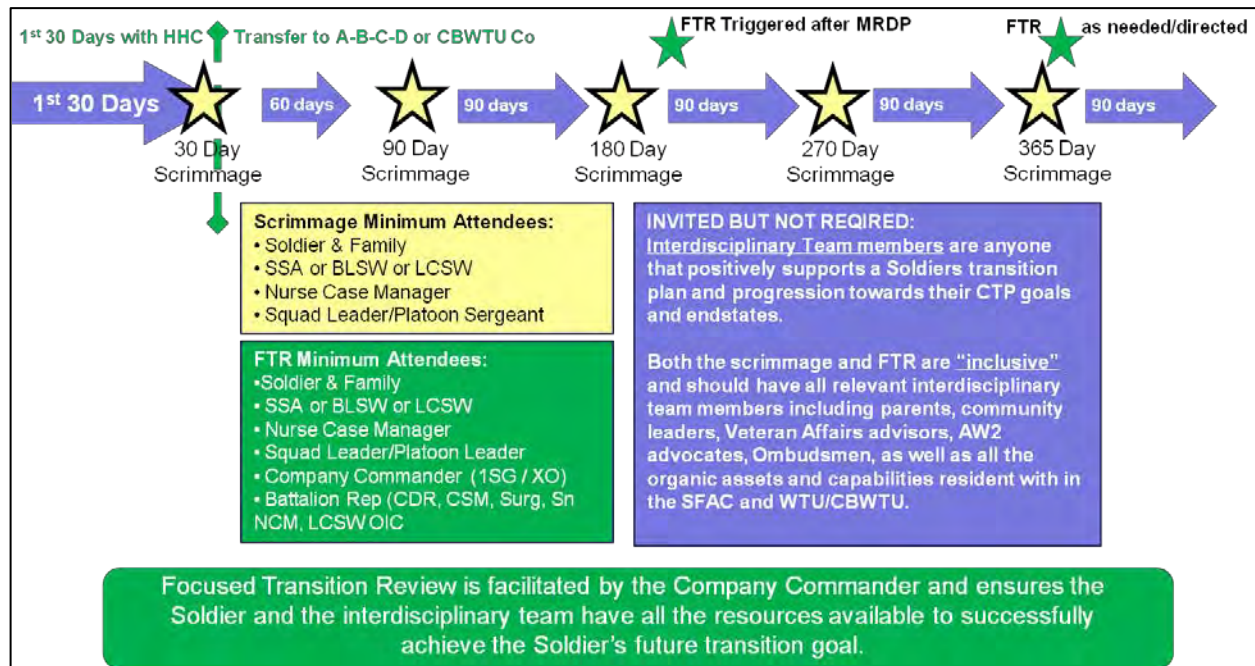 1st 30 Days with HHC
Transfer to A-B-C-D or CBWTU Co
FTR Triggered after MRDP
FTR
as needed/directed
1st 30 Days
60 days
90 days
90 days
90 days
90 days
30 Day
Scrimmage
90 Day
Scrimmage
180 Day
Scrimmage
270 Day
Scrimmage
365 Day
Scrimmage
Scrimmage Minimum Attendees:
• Soldier & Family
• SSA or BLSW or LCSW
• Nurse Case Manager
• Squad Leader/Platoon Sergeant
FTR Minimum Attendees:
•Soldier & Family
• SSA or BLSW or LCSW
• Nurse Case Manager
• Squad Leader/Platoon Leader
• Company Commander (1SG / XO)
• Battalion Rep (CDR, CSM, Surg, Sn
NCM, LCSW OIC
INVITED BUT NOT REQIRED:
Interdisciplinary Team members are anyone
that positively supports a Soldiers transition
plan and progression towards their CTP goals
and endstates.
Both the scrimmage and FTR are “inclusive”
and should have all relevant interdisciplinary
team members including parents, community
leaders, Veteran Affairs advisors, AW2
advocates, Ombudsmen, as well as all the
organic assets and capabilities resident with in
the SFAC and WTU/CBWTU.
Focused Transition Review is facilitated by the Company Commander and ensures the
Soldier and the interdisciplinary team have all the resources available to successfully
achieve the Soldier’s future transition goal.